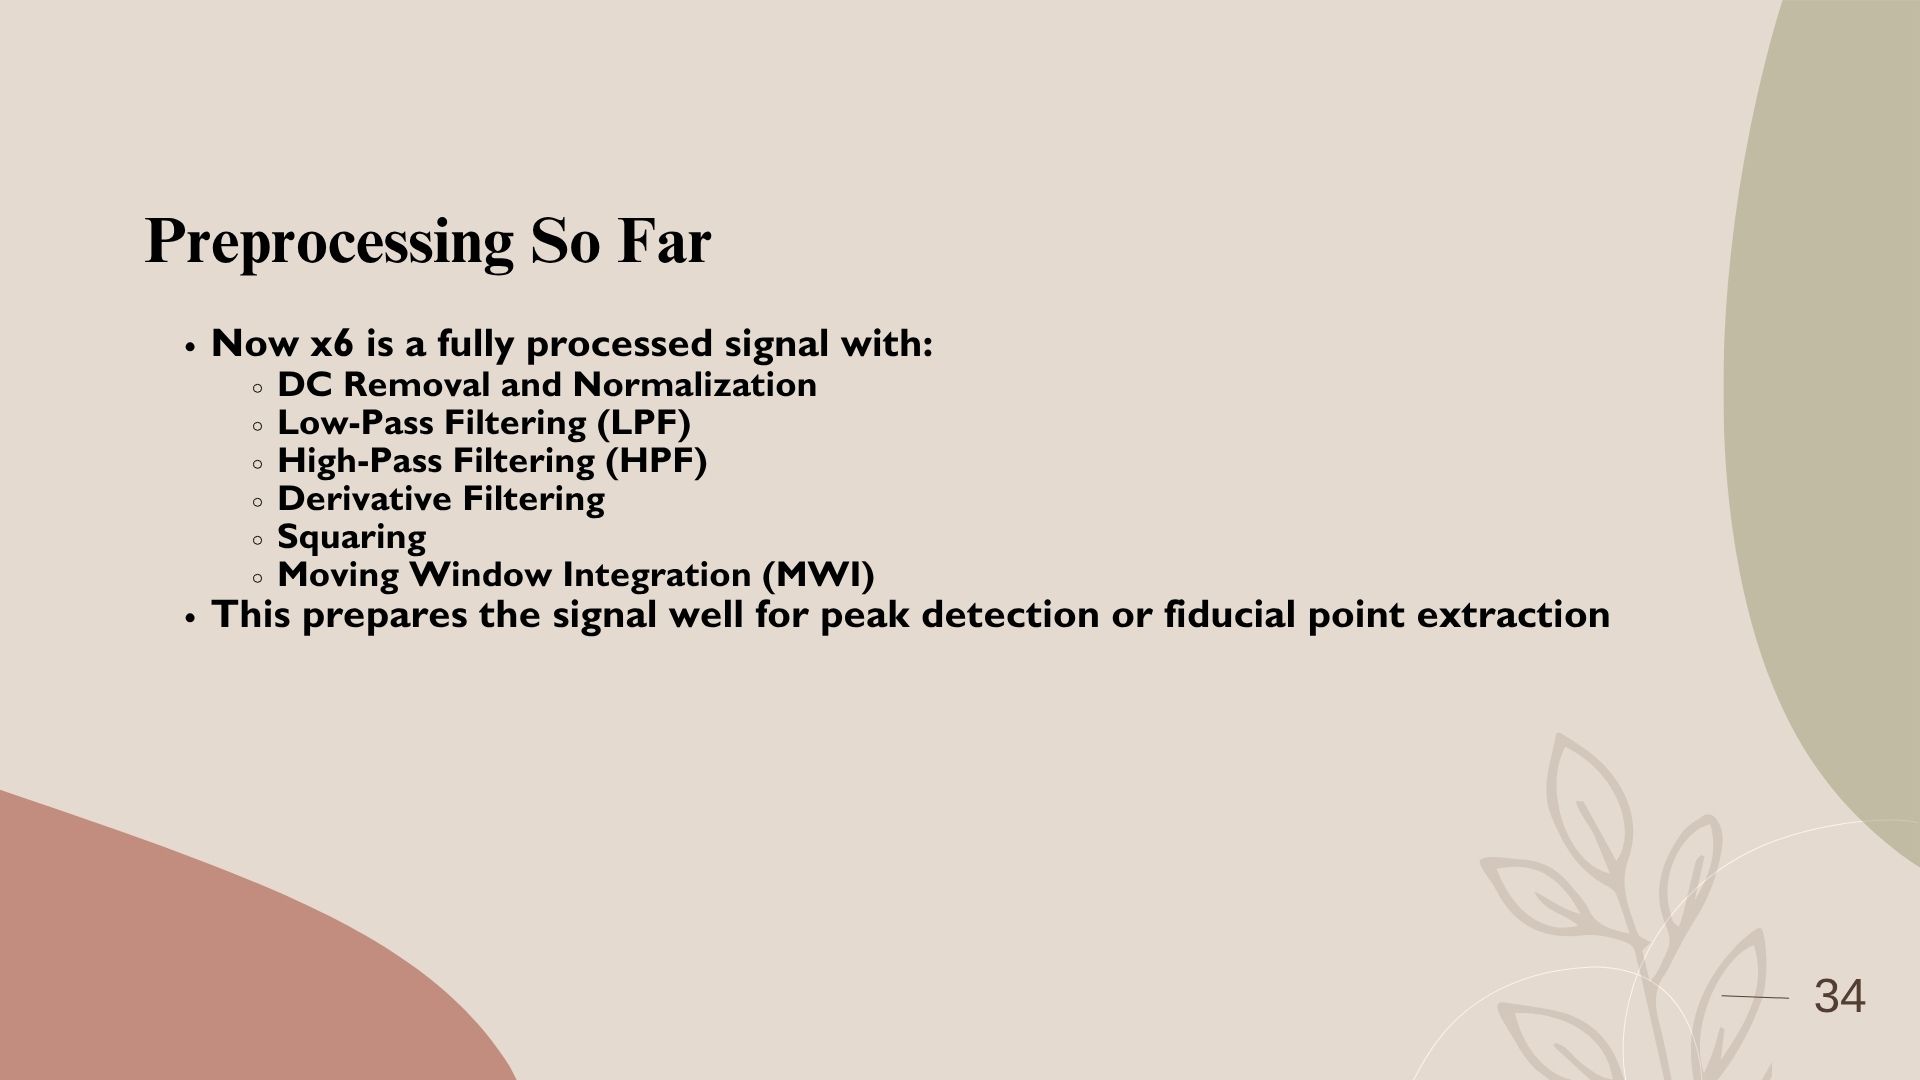 Preprocessing So Far
• Now x6 is a fully processed signal with:
◦ DC Removal and Normalization
◦ Low-Pass Filtering (LPF)
◦ High-Pass Filtering (HPF)
◦ Derivative Filtering
◦ Squaring
◦ Moving Window Integration (MWI)
• This prepares the signal well for peak detection or fiducial point extraction
34